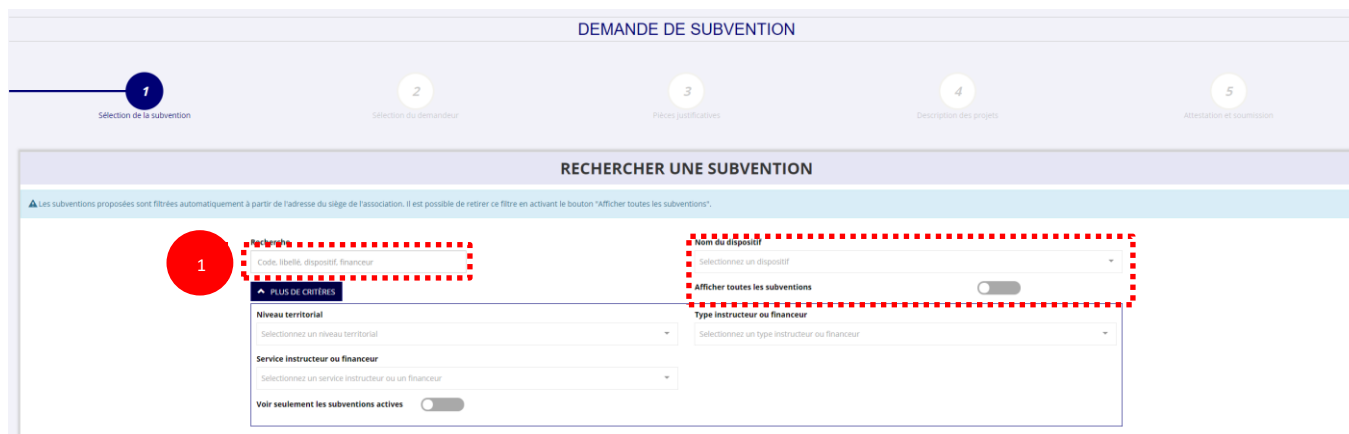 DEMANDE DE SUBVENTION
1
2
3
4
5
Sélection de la subvention
Sélection du demandeur
Pièces justificatives
Description des projets
Attestation et soumission
RECHERCHER UNE SUBVENTION
Les subventions proposées sont filtrées automatiquement à partir de l'adresse du siège de l'association. Il est possible de retirer ce filtre en activant le bouton "Afficher toutes les subventions".
1
Recherche
Code, libellé, dispositif, financeur
Nom du dispositif
Selectionnez un dispositif
Afficher toutes les subventions
PLUS DE CRITÈRES
Niveau territorial
Selectionnez un niveau territorial
Type instructeur ou financeur
Selectionnez un type instructeur ou financeur
Service instructeur ou financeur
Selectionnez un service instructeur ou un financeur
Voir seulement les subventions actives